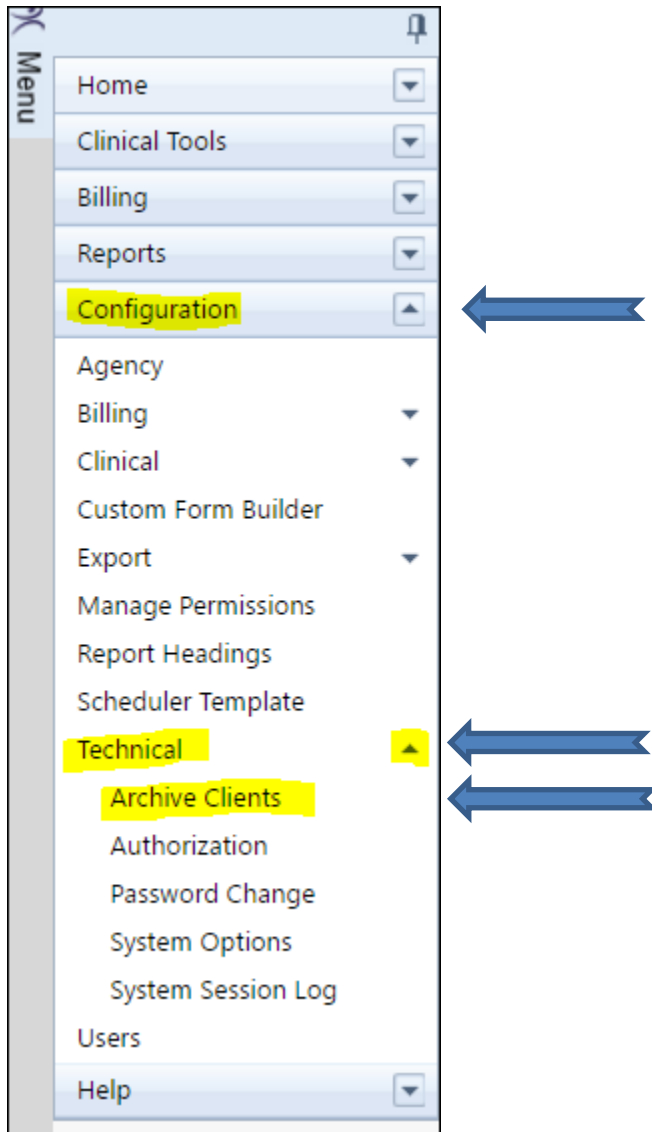 Menu
Home
Clinical Tools
Billing
Reports
Configuration
Agency
Billing
Clinical
Custom Form Builder
Export
Manage Permissions
Report Headings
Scheduler Template
Technical
Archive Clients
Authorization
Password Change
System Options
System Session Log
Users
Help